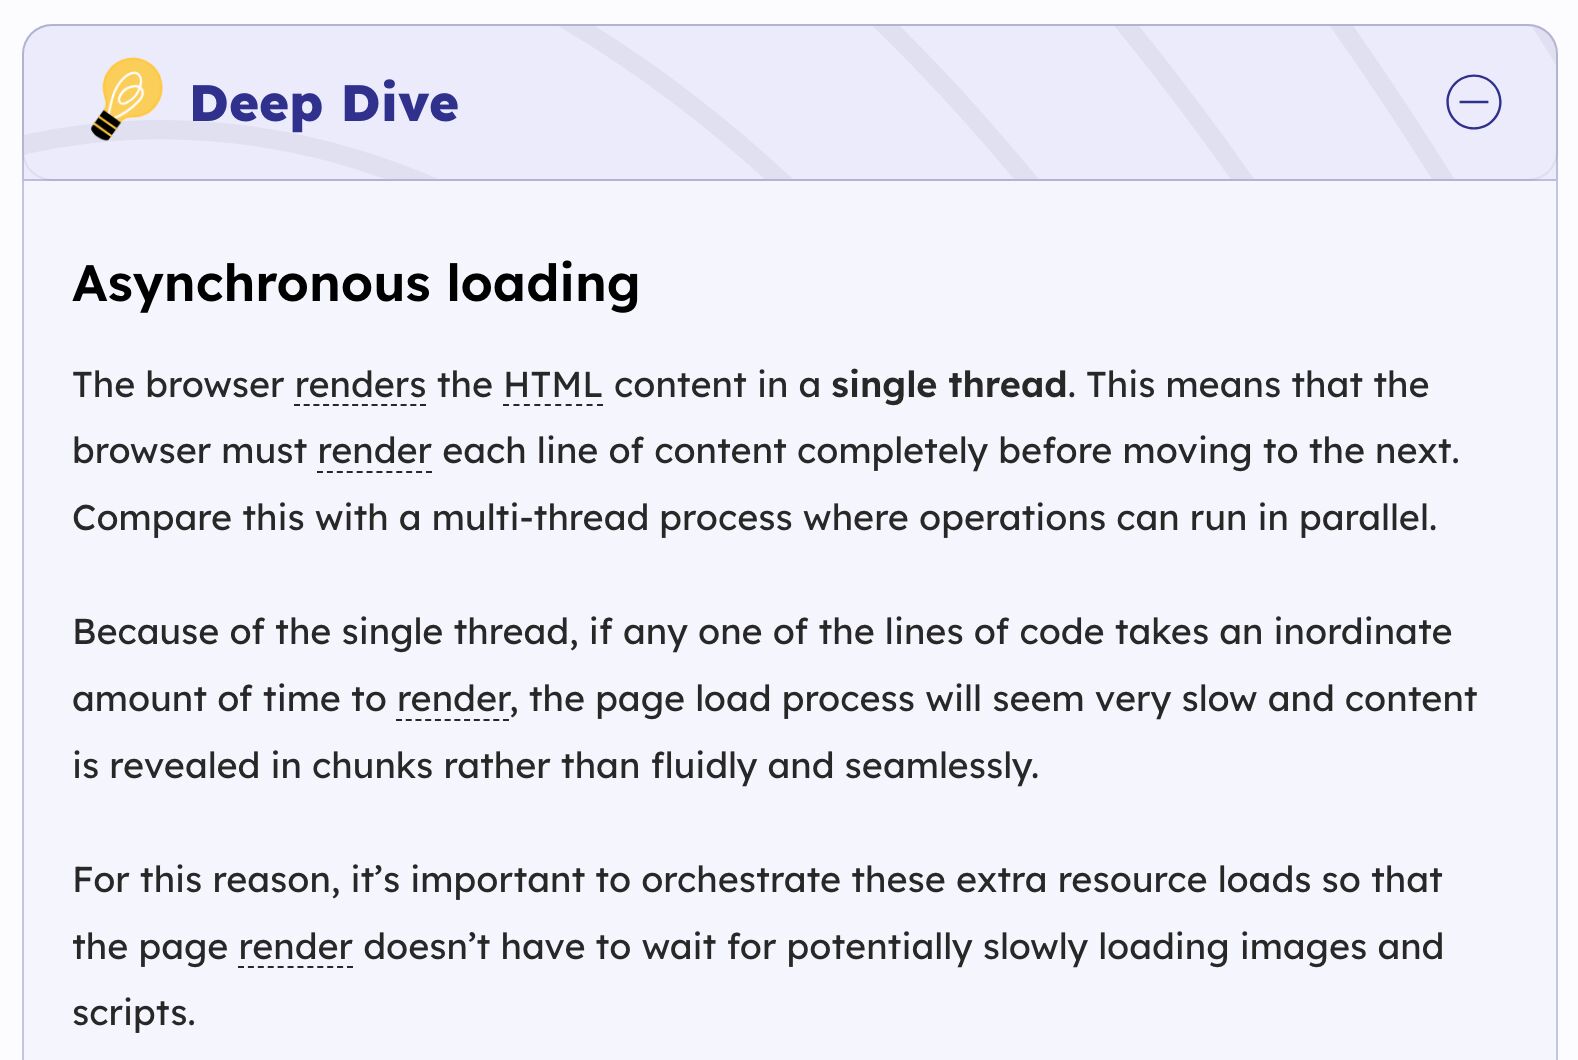 Deep Dive
Asynchronous loading
The browser renders the HTML content in a single thread. This means that the
browser must render each line of content completely before moving to the next.
Compare this with a multi-thread process where operations can run in parallel.
Because of the single thread, if any one of the lines of code takes an inordinate
amount of time to render, the page load process will seem very slow and content
is revealed in chunks rather than fluidly and seamlessly.
For this reason, it’s important to orchestrate these extra resource loads so that
the page render doesn’t have to wait for potentially slowly loading images and
scripts.